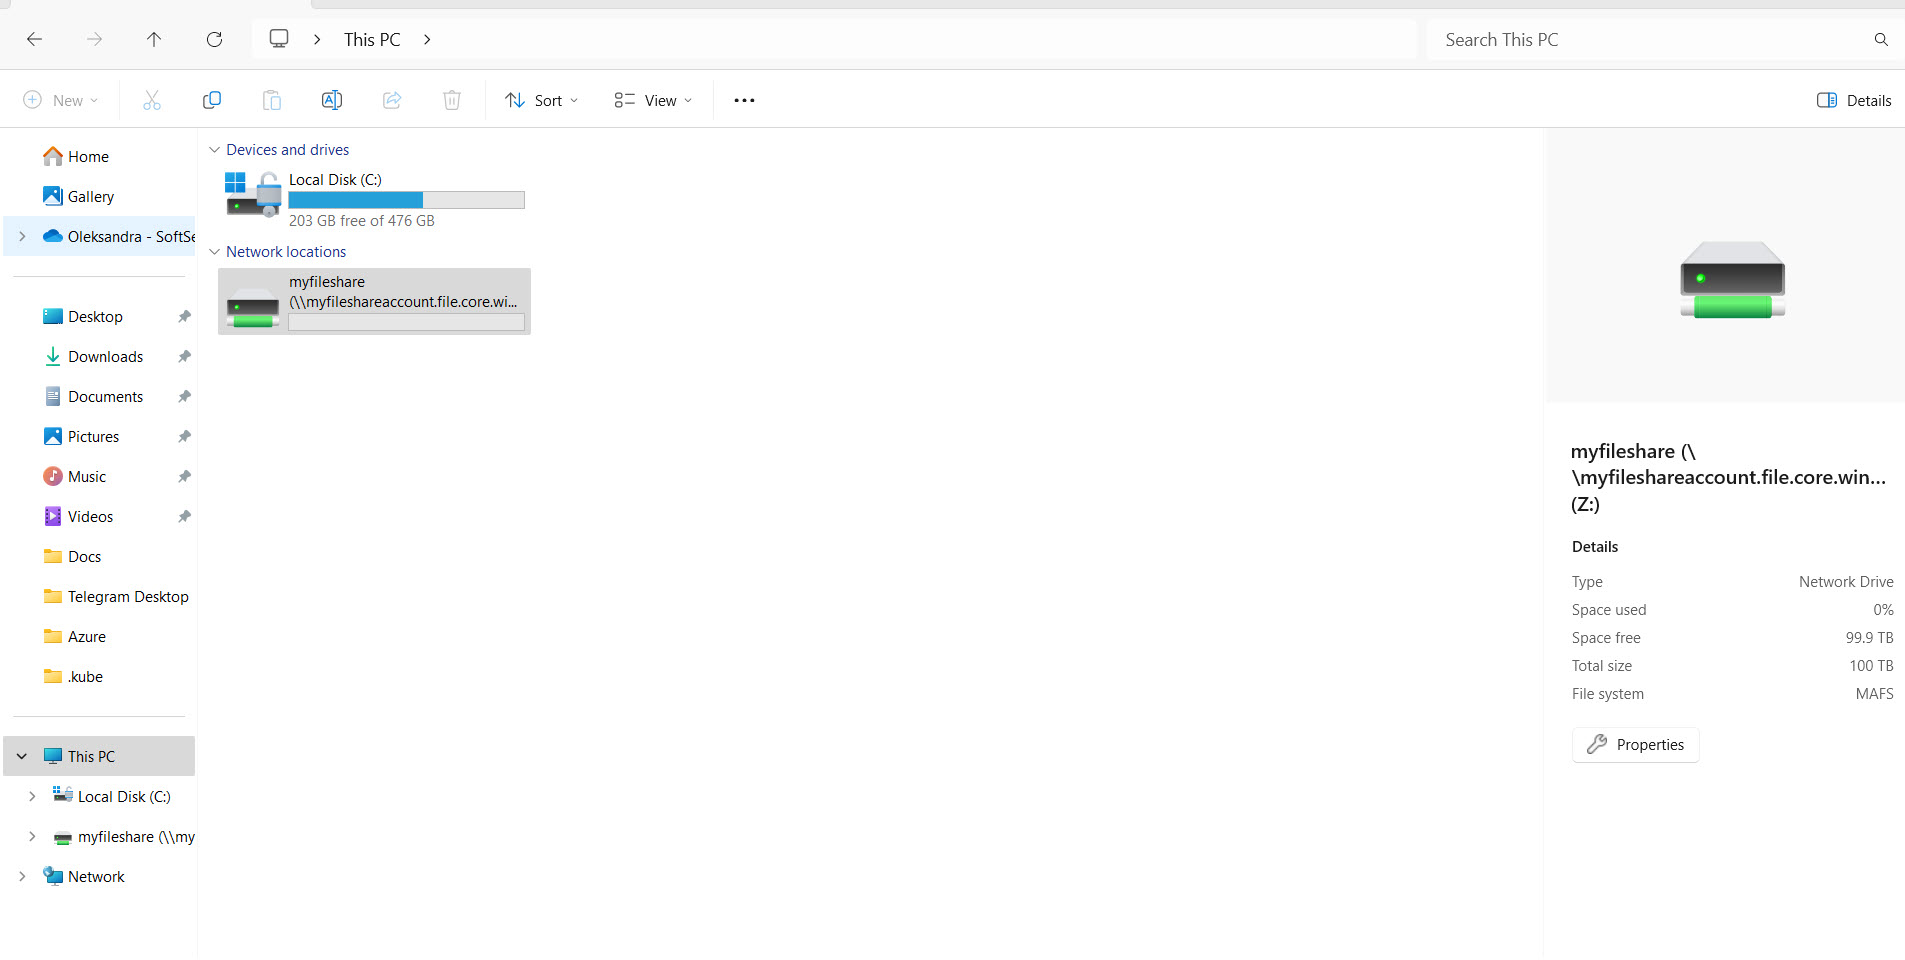 This PC
Search This PC
New
Sort
View
Details
Home
Gallery
Oleksandra - SoftSe
Desktop
Downloads
Documents
Pictures
Music
Videos
Docs
Telegram Desktop
Azure
.kube
This PC
Local Disk (C:)
myfileshare (\\my
Network
Devices and drives
Local Disk (C:)
203 GB free of 476 GB
Network locations
myfileshare
(\\myfileshareaccount.file.core.wi...
myfileshare (\
\myfileshareaccount.file.core.win...
(Z:)
Details
Type Network Drive
Space used 0%
Space free 99.9 TB
Total size 100 TB
File system MAFS
Properties